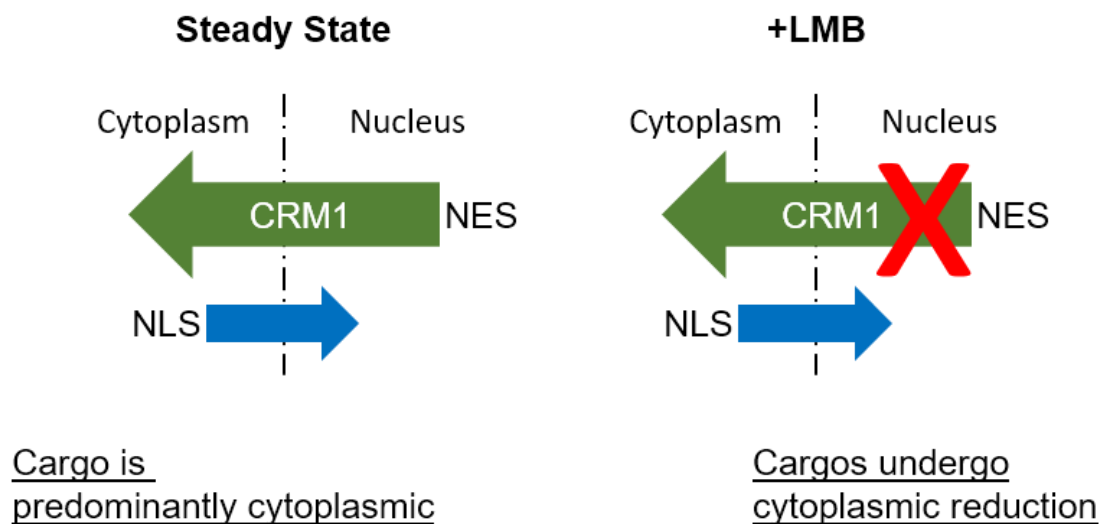 Steady State
+LMB
Cytoplasm
Nucleus
Cytoplasm
Nucleus
CRM1
NES
CRM1
NES
NLS
NLS
Cargo is
predominantly cytoplasmic
Cargos undergo
cytoplasmic reduction